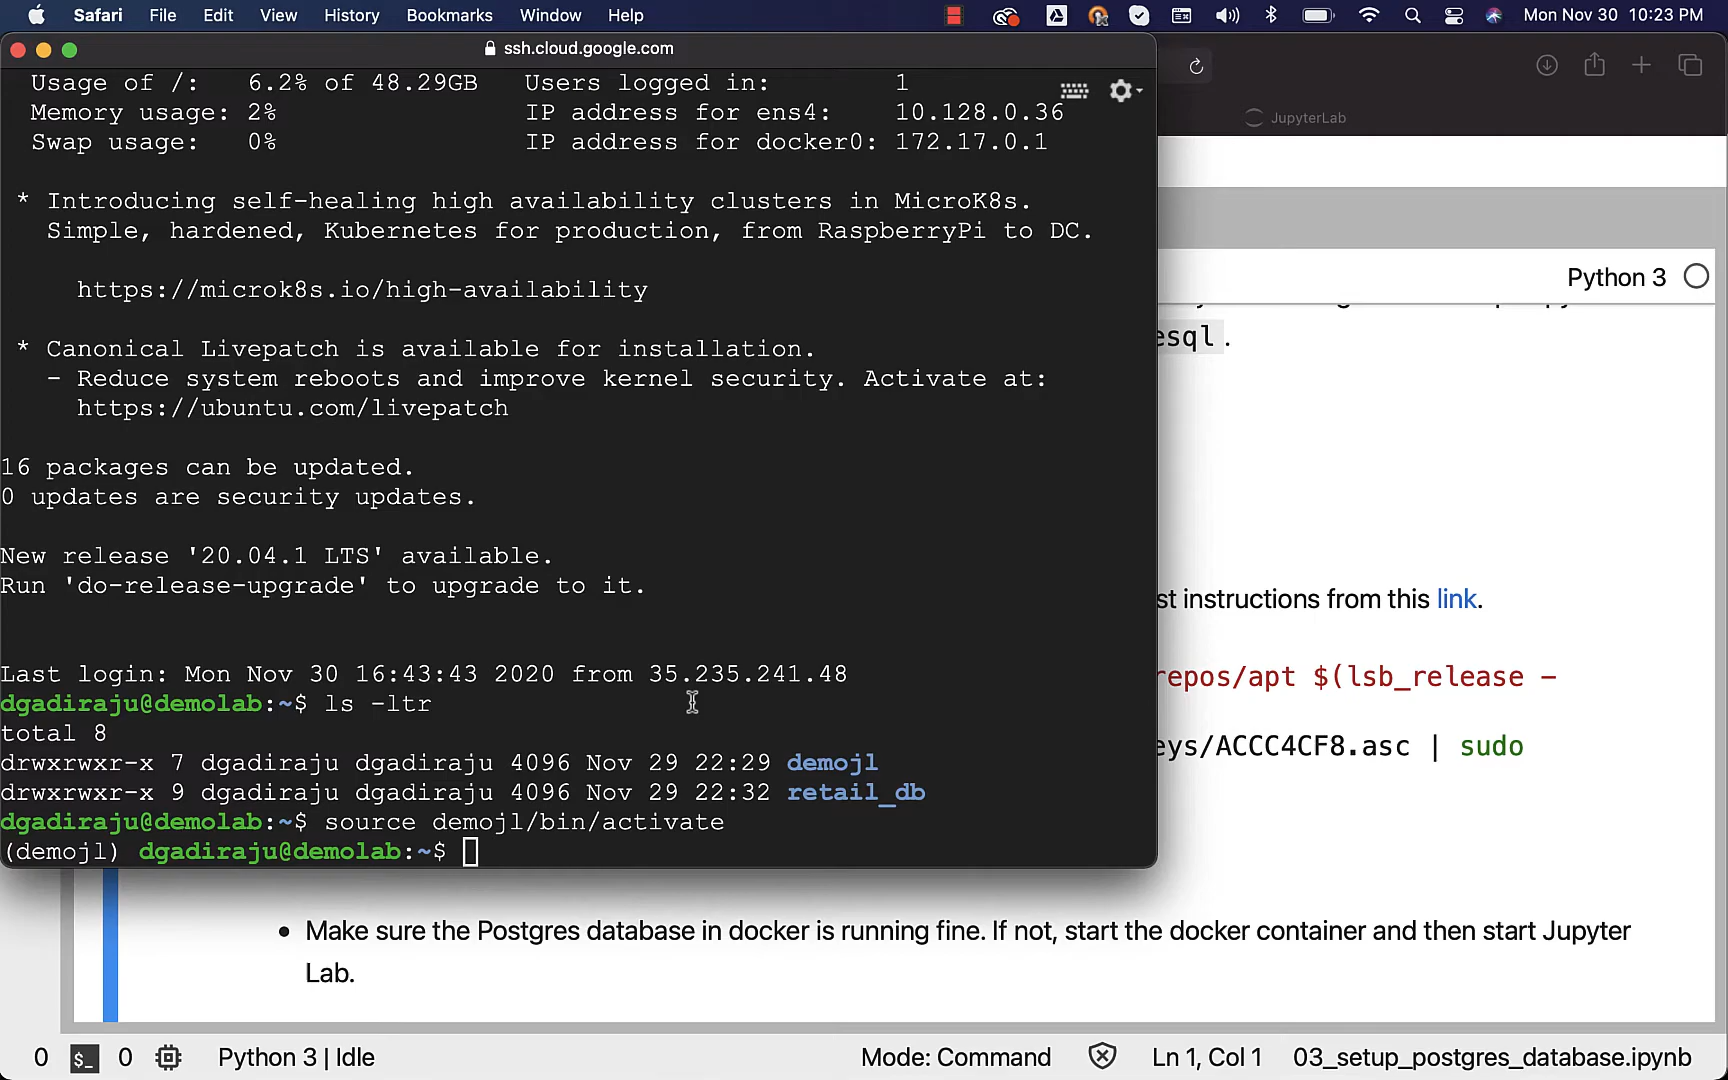 Safari File Edit View History Bookmarks Window Help Mon Nov 30 10:23 PM
ssh.cloud.google.com
JupyterLab
Usage of /: 6.2% of 48.29GB Users logged in: 1
Memory usage: 2% IP address for ens4: 10.128.0.36
Swap usage: 0% IP address for docker0: 172.17.0.1
* Introducing self-healing high availability clusters in MicroK8s.
Simple, hardened, Kubernetes for production, from RaspberryPi to DC.
https://microk8s.io/high-availability
* Canonical Livepatch is available for installation.
- Reduce system reboots and improve kernel security. Activate at:
https://ubuntu.com/livepatch
16 packages can be updated.
0 updates are security updates.
New release '20.04.1 LTS' available.
Run 'do-release-upgrade' to upgrade to it.
Last login: Mon Nov 30 16:43:43 2020 from 35.235.241.48
dgadiraju@demolab:~$ ls -ltr
total 8
drwxrwxr-x 7 dgadiraju dgadiraju 4096 Nov 29 22:29 demojl
drwxrwxr-x 9 dgadiraju dgadiraju 4096 Nov 29 22:32 retail_db
dgadiraju@demolab:~$ source demojl/bin/activate
(demojl) dgadiraju@demolab:~$
Python 3
esql.
st instructions from this link.
repos/apt $(lsb_release -
eys/ACCC4CF8.asc | sudo
• Make sure the Postgres database in docker is running fine. If not, start the docker container and then start Jupyter
Lab.
0 $_ 0 Python 3 | Idle Mode: Command Ln 1, Col 1 03_setup_postgres_database.ipynb